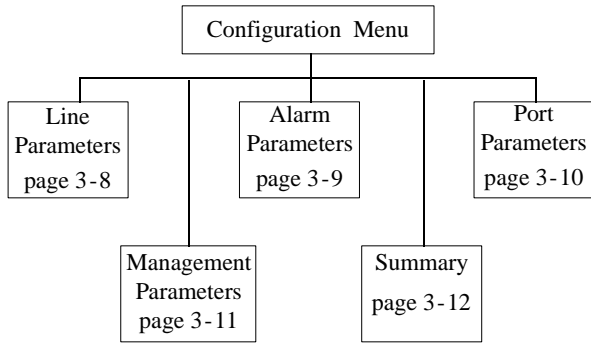 Configuration Menu
Line
Parameters
page 3-8
Alarm
Parameters
page 3-9
Port
Parameters
page 3-10
Management
Parameters
page 3-11
Summary
page 3-12